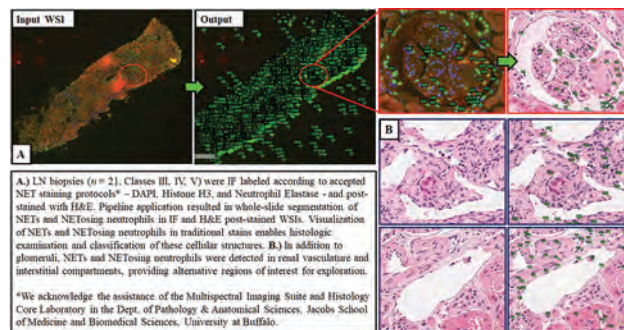 Input WSI
Output
A
B
A.) LN biopsies (n = 21, Classes III, IV, V) were IF labeled according to accepted
NET staining protocols* – DAPI, Histone H3, and Neutrophil Elastase - and post-
stained with H&E. Pipeline application resulted in whole-slide segmentation of
NETs and NETosing neutrophils in IF and H&E post-stained WSIs. Visualization
of NETs and NETosing neutrophils in traditional stains enables histologic
examination and classification of these cellular structures. B.) In addition to
glomeruli, NETs and NETosing neutrophils were detected in renal vasculature and
interstitial compartments, providing alternative regions of interest for exploration.
*We acknowledge the assistance of the Multispectral Imaging Suite and Histology
Core Laboratory in the Dept. of Pathology & Anatomical Sciences, Jacobs School
of Medicine and Biomedical Sciences, University at Buffalo.